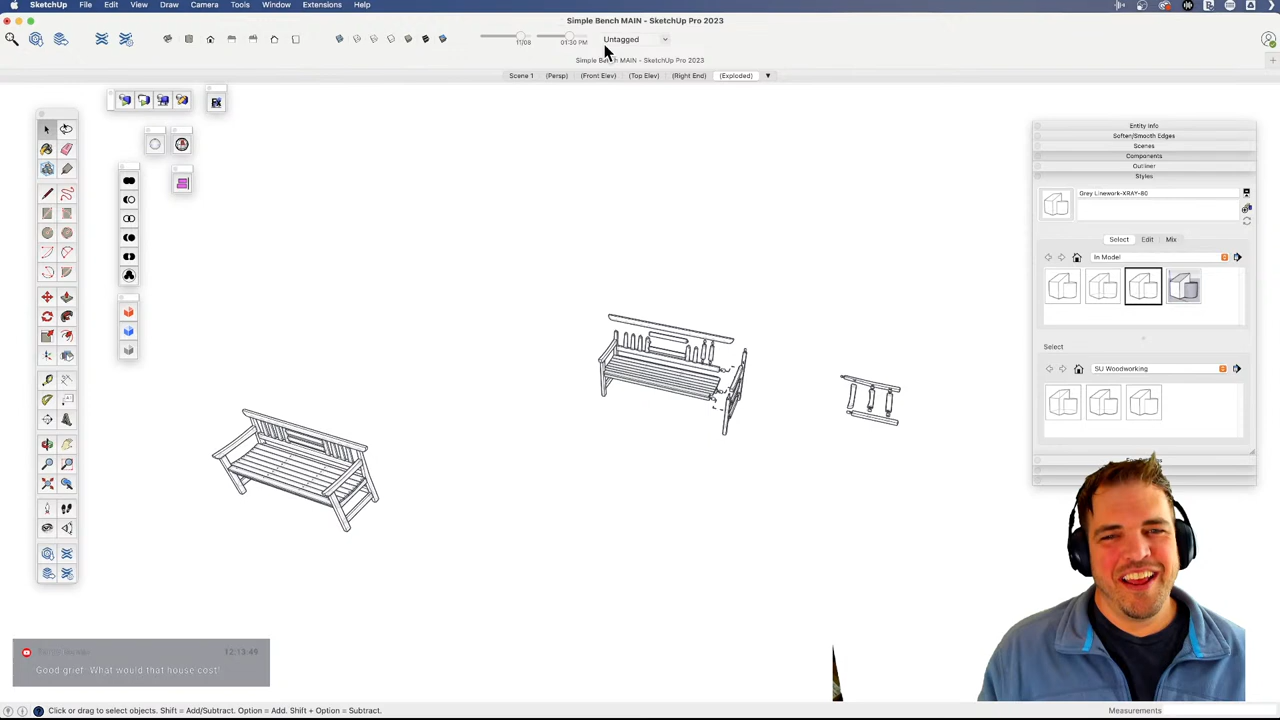 SketchUp File Edit View Draw Camera Tools Window Extensions Help
Simple Bench MAIN - SketchUp Pro 2023
11/08 01:30 PM Untagged
Simple Bench MAIN - SketchUp Pro 2023
Scene 1 (Persp) (Front Elev) (Top Elev) (Right End) (Exploded)
Entity Info
Soften/Smooth Edges
Scenes
Components
Outliner
Styles
Grey Linework-XRAY-80
Select Edit Mix
In Model
Select
SU Woodworking
12:13:49
Good grief! What would that house cost!
Click or drag to select objects. Shift = Add/Subtract. Option = Add. Shift + Option = Subtract.
Measurements